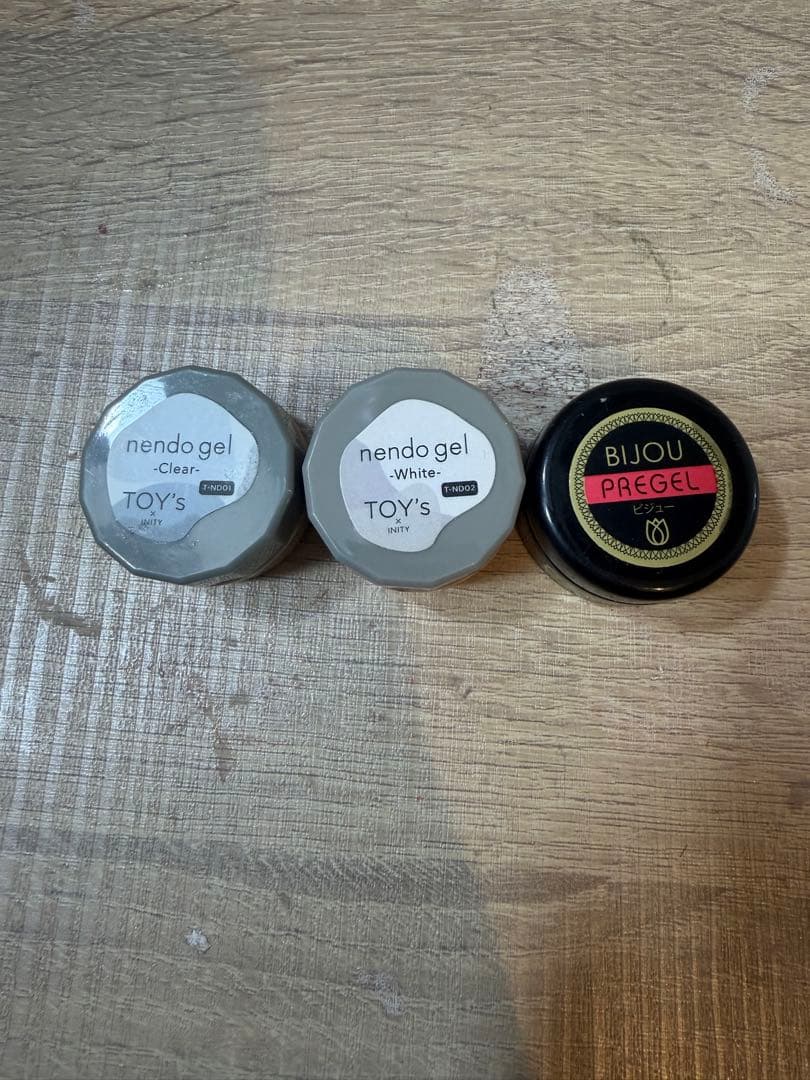 nendo gel
-Clear-
T-ND01
TOY's
×
INITY
nendo gel
-White-
T-ND02
TOY's
×
INITY
BIJOU
PREGEL
ビジュー